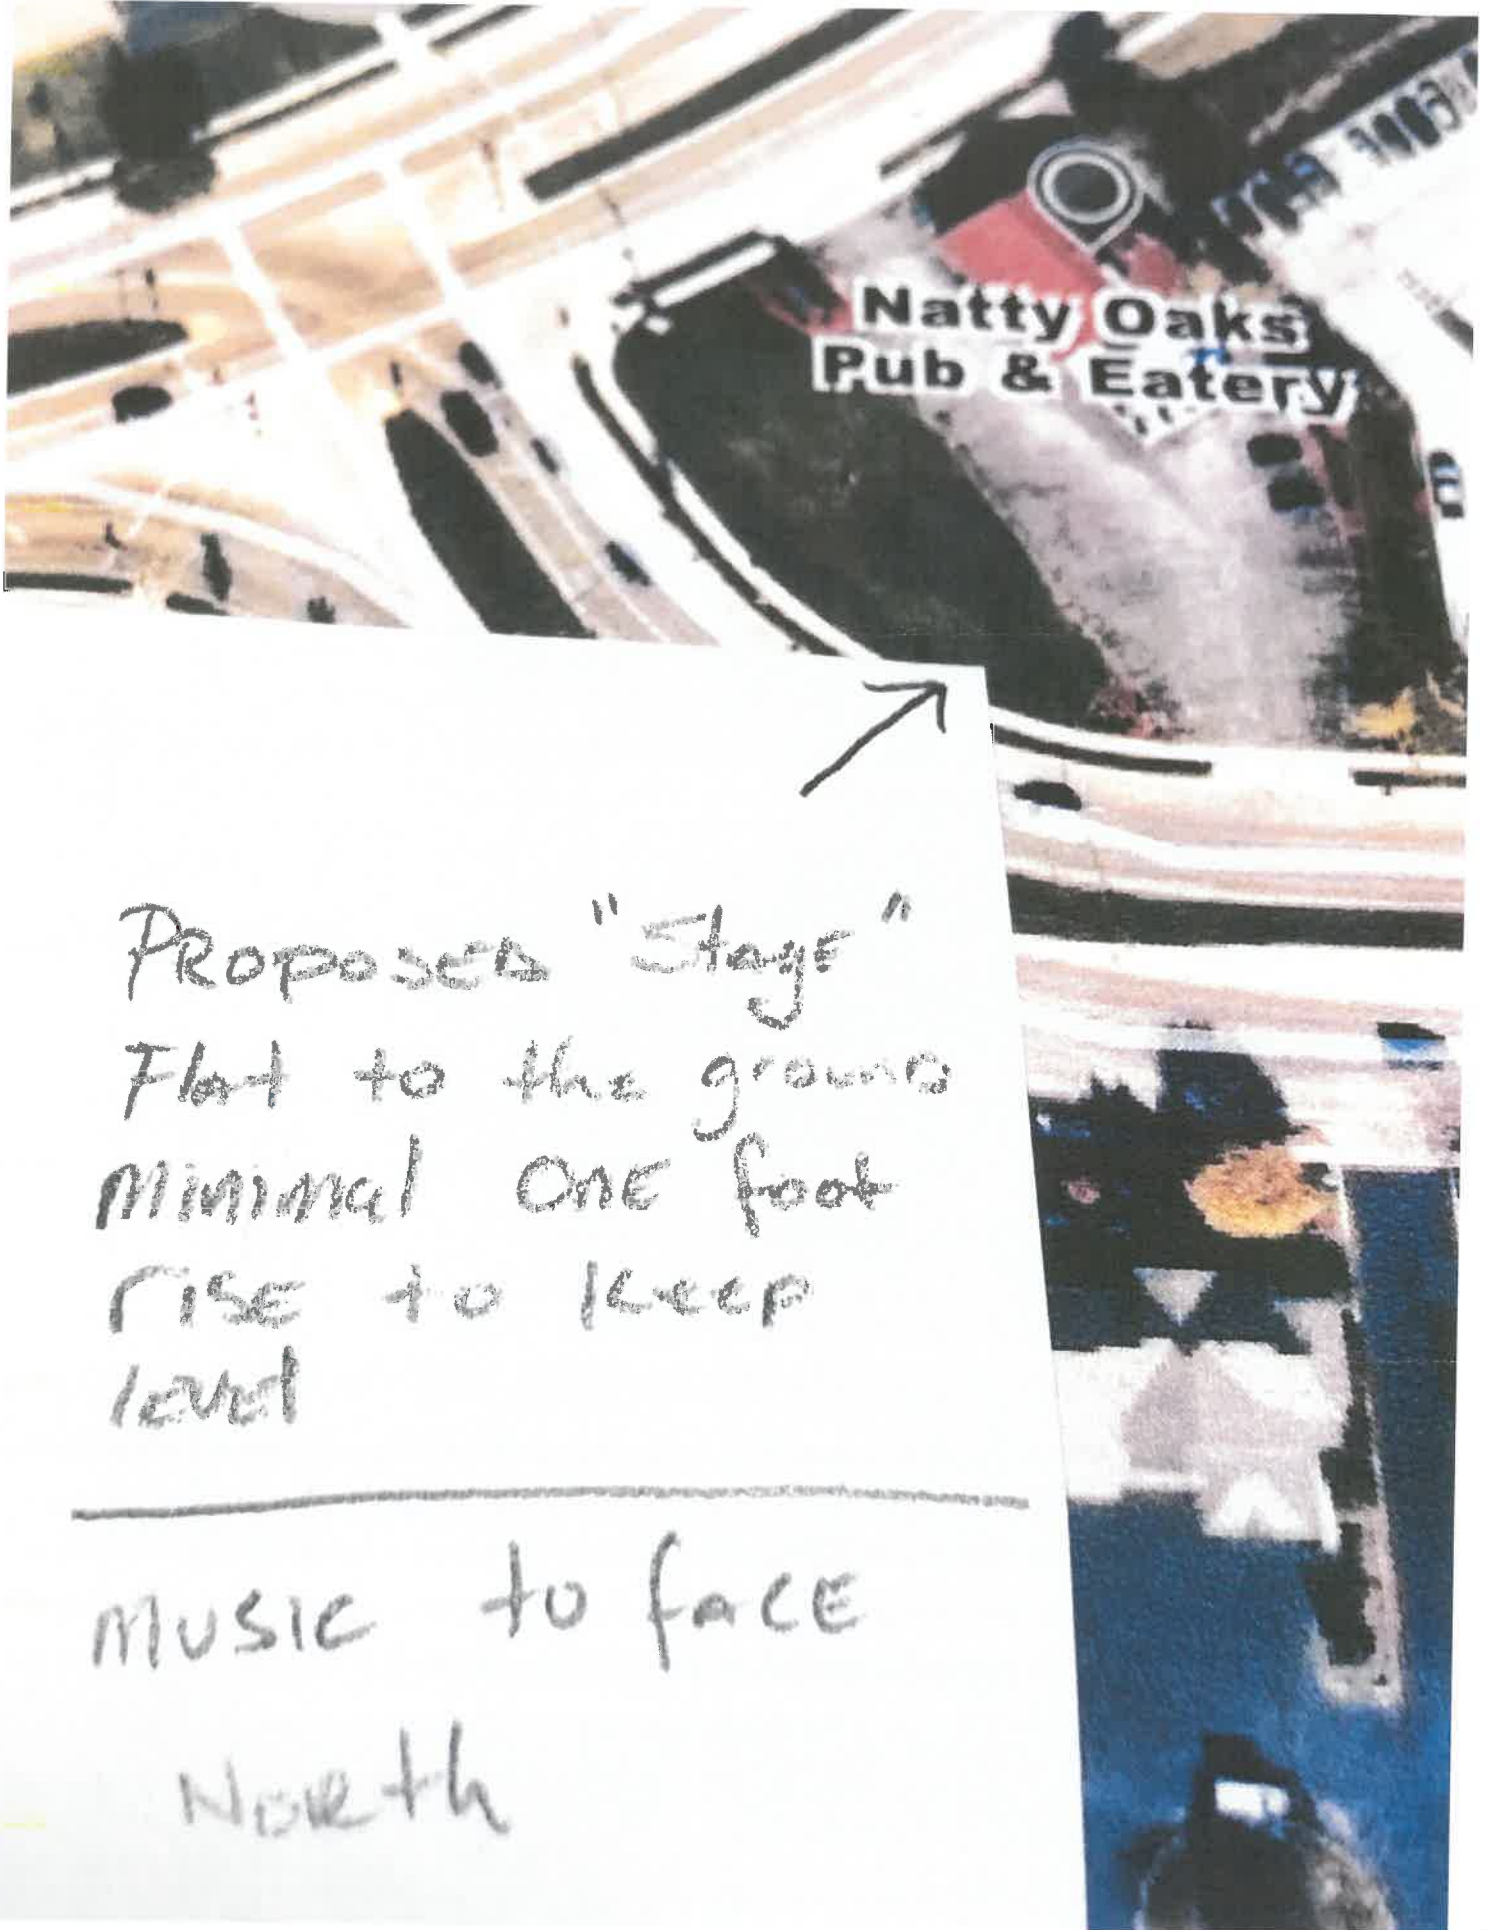 Natty Oaks
Pub & Eatery
PROPOSED "Stage"
Flat to the ground
MINIMAL ONE foot
rISE to keep
level
MUSIC to fACE
NORth